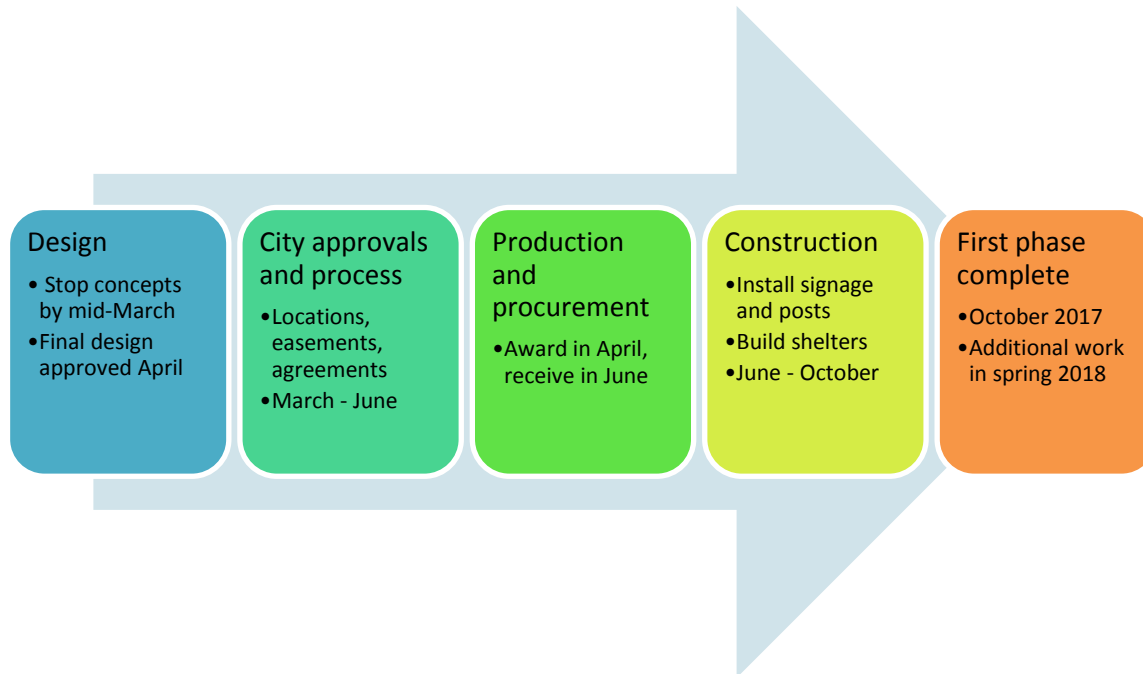 Design
• Stop concepts
by mid-March
•Final design
approved April
City approvals
and process
•Locations,
easements,
agreements
•March - June
Production
and
procurement
•Award in April,
receive in June
Construction
•Install signage
and posts
•Build shelters
•June - October
First phase
complete
•October 2017
•Additional work
in spring 2018